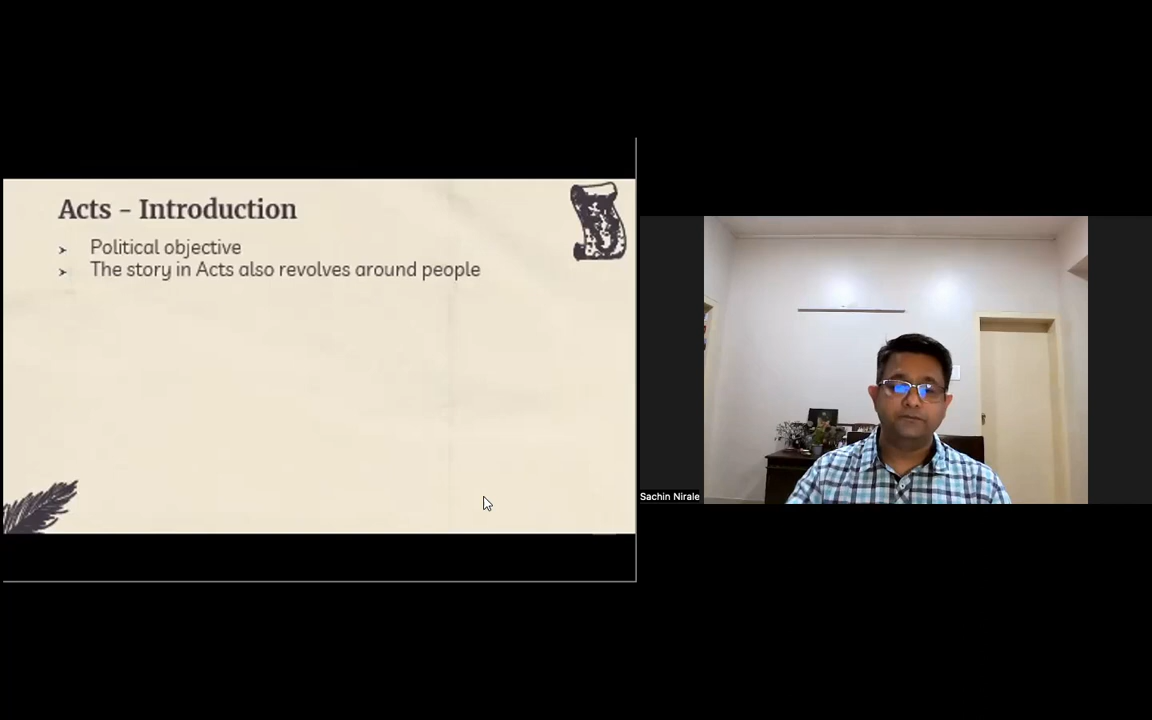 Acts - Introduction
➤ Political objective
➤ The story in Acts also revolves around people
Sachin Nirale